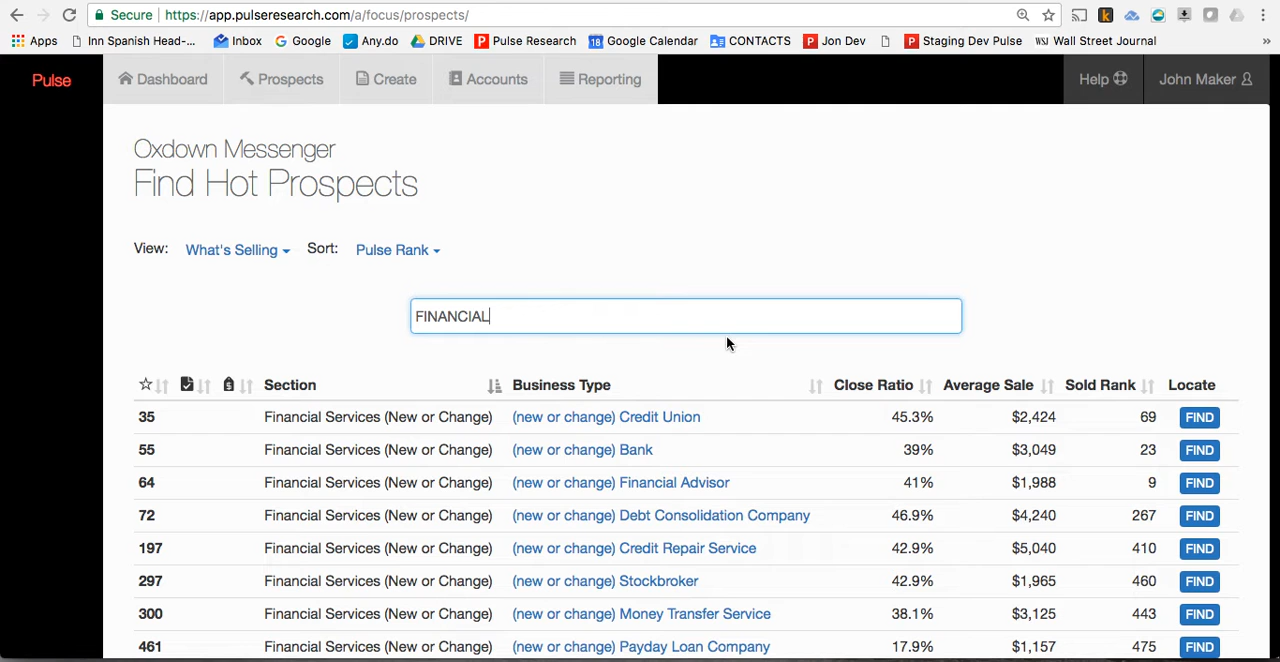 Secure https://app.pulseresearch.com/a/focus/prospects/
Apps Inn Spanish Head-... Inbox Google Any.do DRIVE Pulse Research 18 Google Calendar CONTACTS Jon Dev Staging Dev Pulse WSJ Wall Street Journal »
Pulse Dashboard Prospects Create Accounts Reporting Help John Maker
Oxdown Messenger
Find Hot Prospects
View: What's Selling Sort: Pulse Rank
FINANCIAL
Section Business Type Close Ratio Average Sale Sold Rank Locate
35 Financial Services (New or Change) (new or change) Credit Union 45.3% $2,424 69 FIND
55 Financial Services (New or Change) (new or change) Bank 39% $3,049 23 FIND
64 Financial Services (New or Change) (new or change) Financial Advisor 41% $1,988 9 FIND
72 Financial Services (New or Change) (new or change) Debt Consolidation Company 46.9% $4,240 267 FIND
197 Financial Services (New or Change) (new or change) Credit Repair Service 42.9% $5,040 410 FIND
297 Financial Services (New or Change) (new or change) Stockbroker 42.9% $1,965 460 FIND
300 Financial Services (New or Change) (new or change) Money Transfer Service 38.1% $3,125 443 FIND
461 Financial Services (New or Change) (new or change) Payday Loan Company 17.9% $1,157 475 FIND